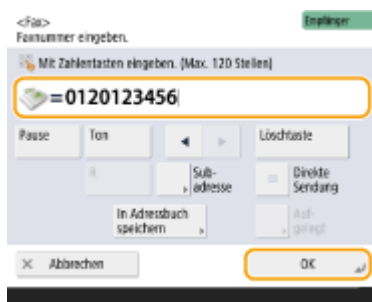 <Fax>
Faxnummer eingeben.
Empfänger
Mit Zahlentasten eingeben. (Max. 120 Stellen)
=0120123456
Pause Ton Löschtaste
R Sub-
adresse
= Direkte
Sendung
In Adressbuch
speichern
Auf-
gelegt
× Abbrechen OK